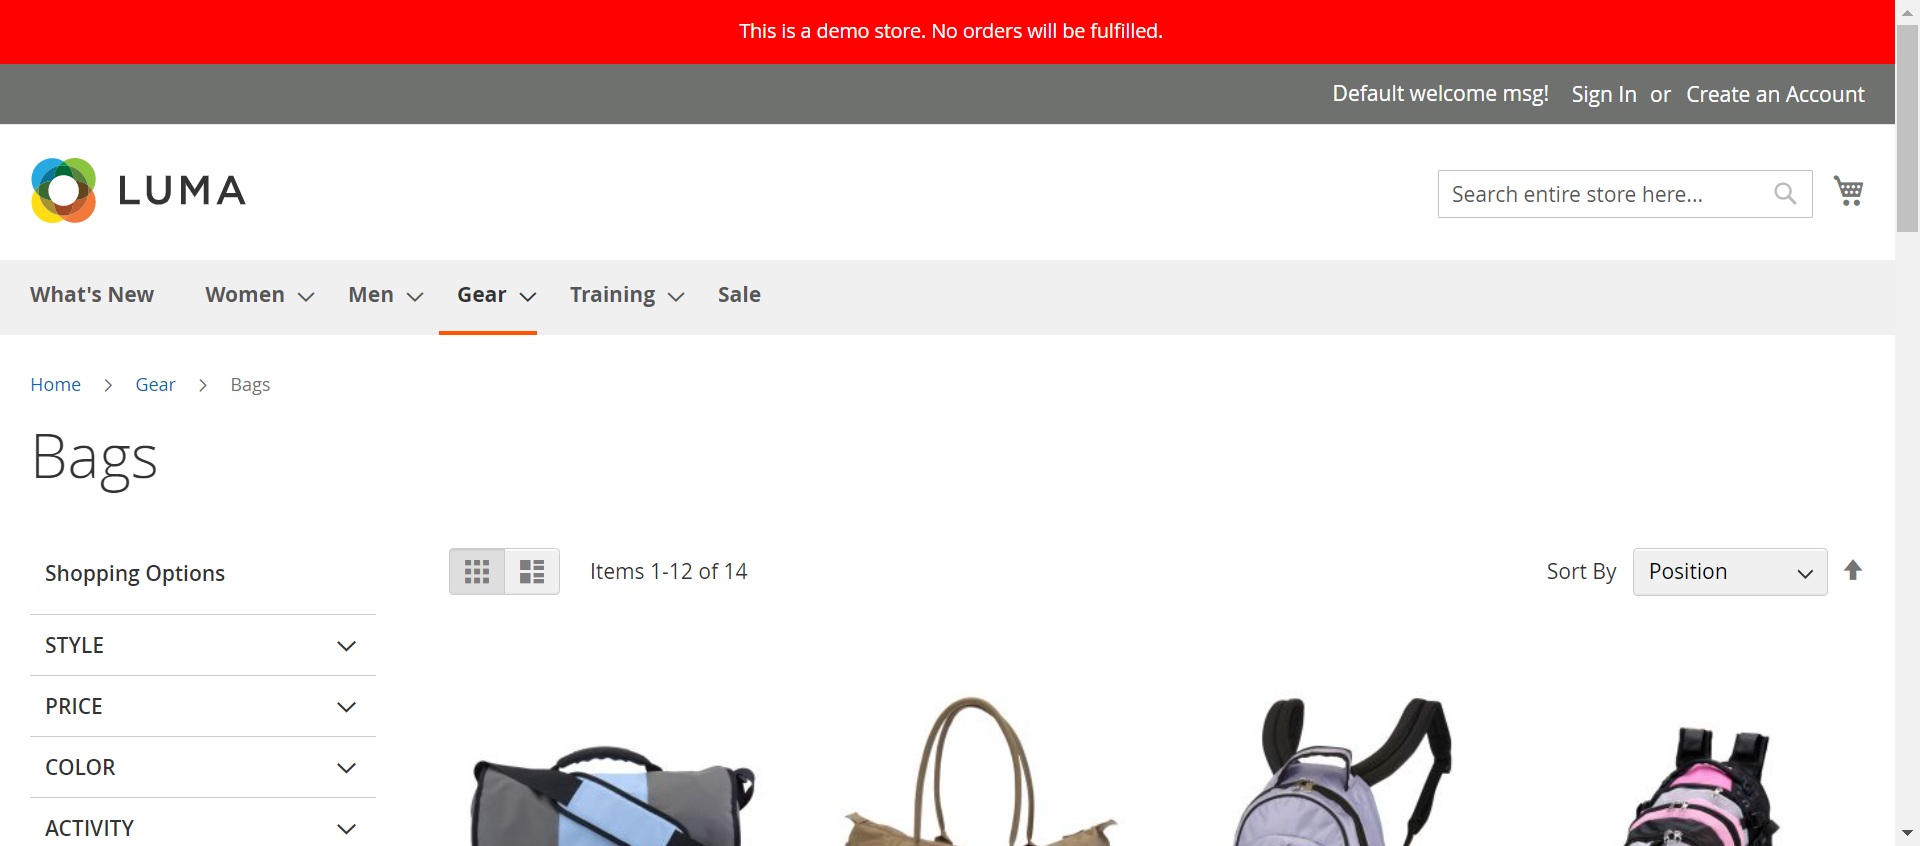 This is a demo store. No orders will be fulfilled.
Default welcome msg! Sign In or Create an Account
LUMA
Search entire store here...
What's New Women Men Gear Training Sale
Home Gear Bags
Bags
Shopping Options
Items 1-12 of 14
Sort By Position
STYLE
PRICE
COLOR
ACTIVITY